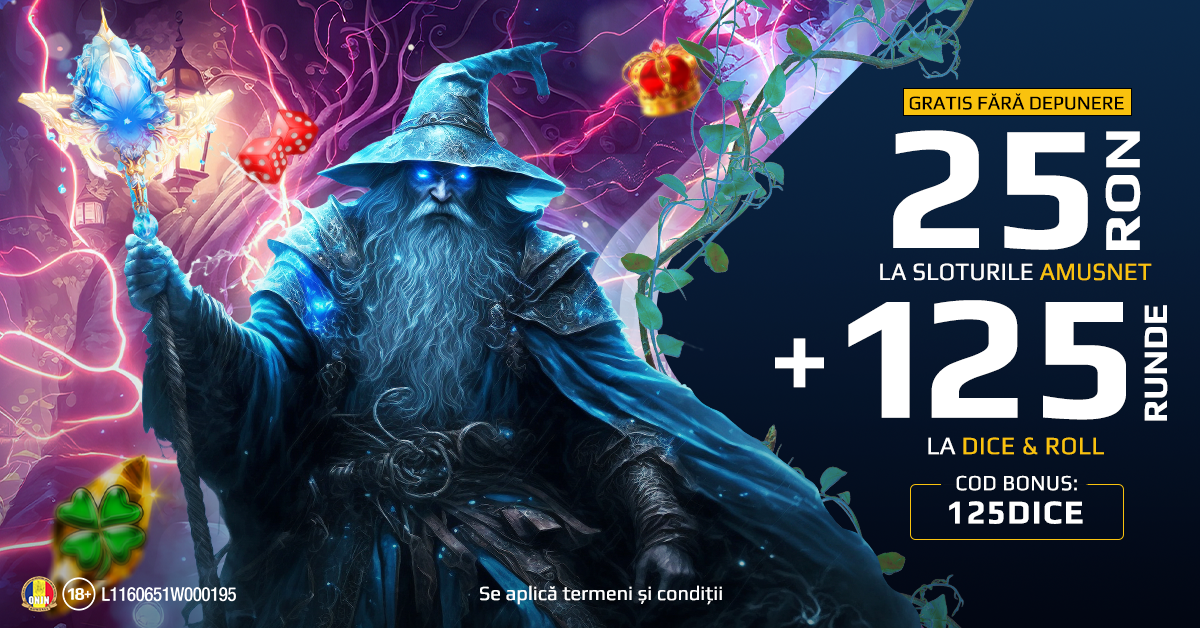 GRATIS FĂRĂ DEPUNERE
25 RON
LA SLOTURILE AMUSNET
+125 RUNDE
LA DICE & ROLL
COD BONUS:
125DICE
ONJN
18+ L1160651W000195
Se aplică termeni și condiții